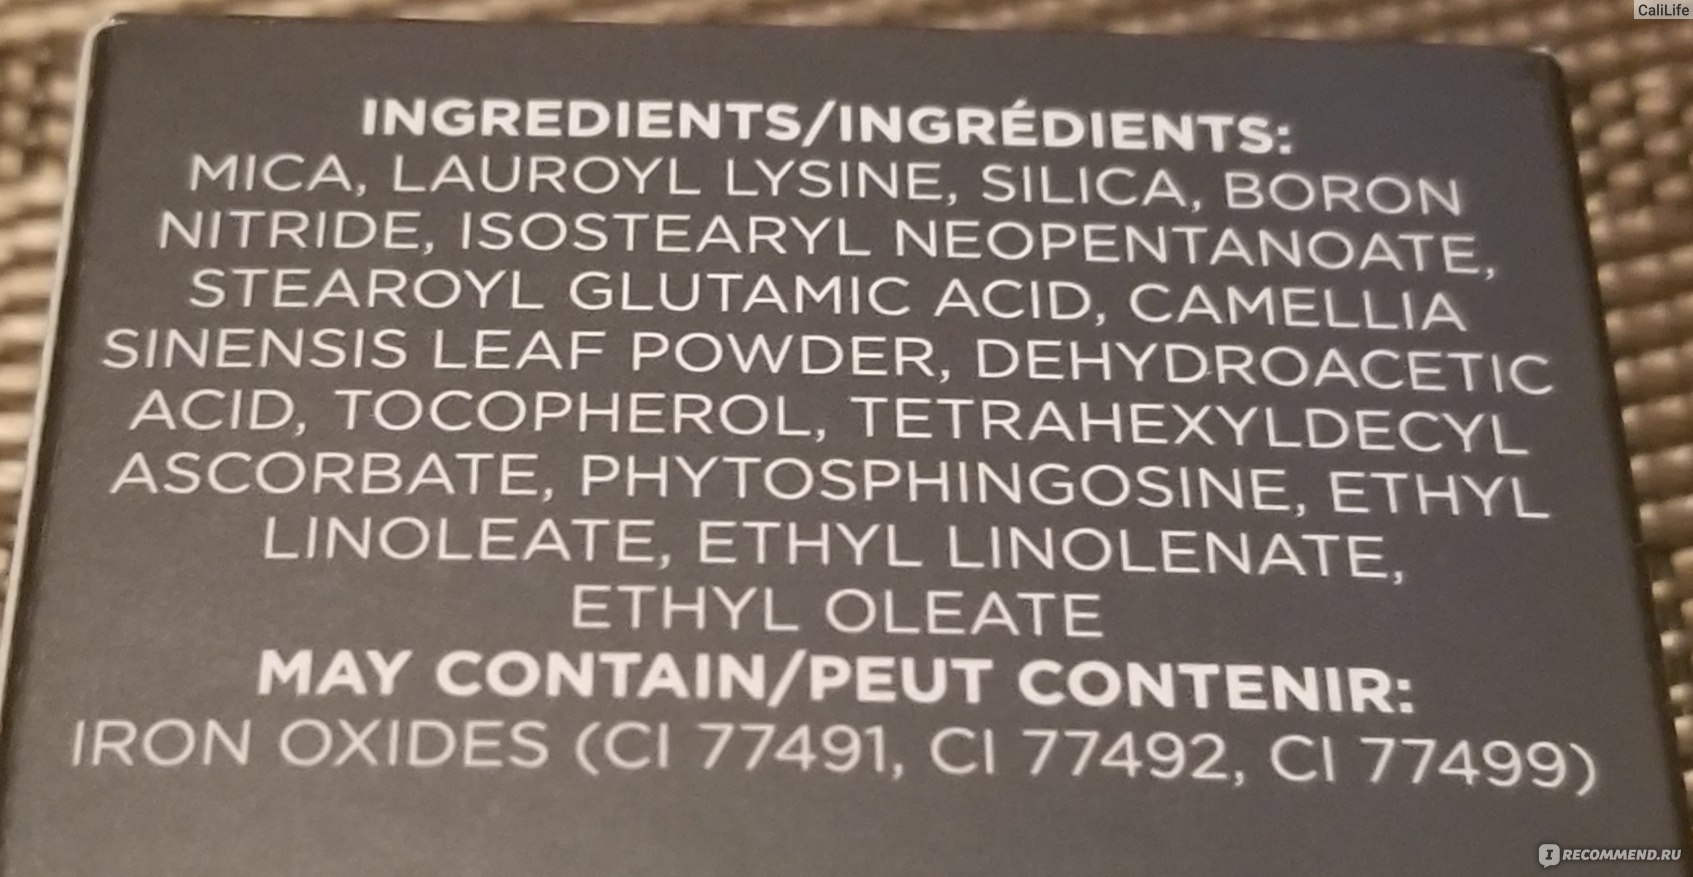 CaliLife
INGREDIENTS/INGRÉDIENTS:
MICA, LAUROYL LYSINE, SILICA, BORON
NITRIDE, ISOSTEARYL NEOPENTANOATE,
STEAROYL GLUTAMIC ACID, CAMELLIA
SINENSIS LEAF POWDER, DEHYDROACETIC
ACID, TOCOPHEROL, TETRAHEXYLDECYL
ASCORBATE, PHYTOSPHINGOSINE, ETHYL
LINOLEATE, ETHYL LINOLENATE,
ETHYL OLEATE
MAY CONTAIN/PEUT CONTENIR:
IRON OXIDES (CI 77491, CI 77492, CI 77499)
IRECOMMEND.RU